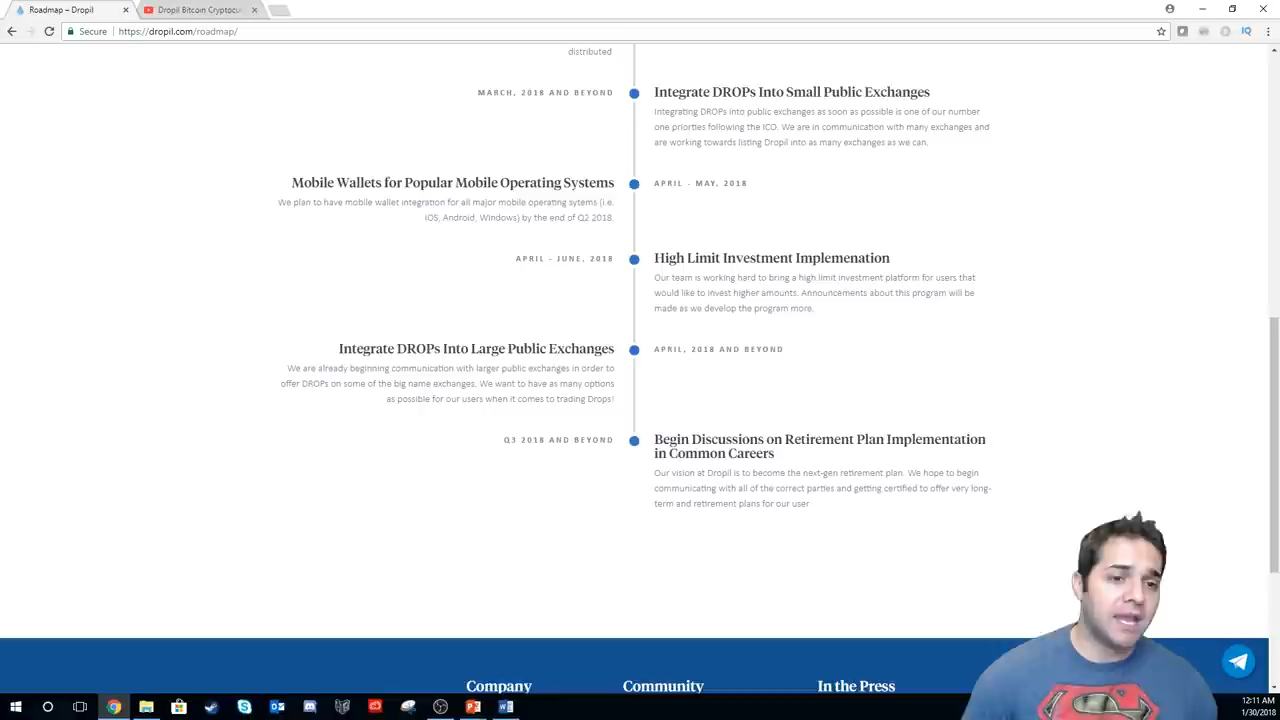 Roadmap – Dropil
Dropil Bitcoin Cryptocu
Secure
https://dropil.com/roadmap/
distributed
MARCH, 2018 AND BEYOND
Integrate DROPs Into Small Public Exchanges
Integrating DROPs into public exchanges as soon as possible is one of our number
one priorties following the ICO. We are in communication with many exchanges and
are working towards listing Dropil into as many exchanges as we can.
Mobile Wallets for Popular Mobile Operating Systems
We plan to have mobile wallet integration for all major mobile operating sytems (i.e.
iOS, Android, Windows) by the end of Q2 2018.
APRIL - MAY, 2018
APRIL - JUNE, 2018
High Limit Investment Implemenation
Our team is working hard to bring a high limit investment platform for users that
would like to invest higher amounts. Announcements about this program will be
made as we develop the program more.
Integrate DROPs Into Large Public Exchanges
We are already beginning communication with larger public exchanges in order to
offer DROPs on some of the big name exchanges. We want to have as many options
as possible for our users when it comes to trading Drops!
APRIL, 2018 AND BEYOND
Q3 2018 AND BEYOND
Begin Discussions on Retirement Plan Implementation
in Common Careers
Our vision at Dropil is to become the next-gen retirement plan. We hope to begin
communicating with all of the correct parties and getting certified to offer very long-
term and retirement plans for our user
Company
Community
In the Press
12:11 AM
1/30/2018